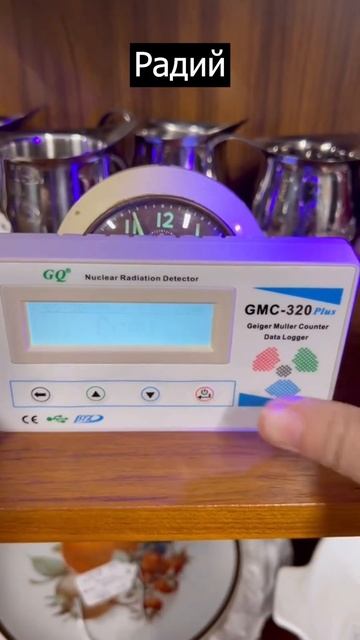 Радий
12
GQ®
Nuclear Radiation Detector
GMC-320 Plus
Geiger Muller Counter
Data Logger
CE